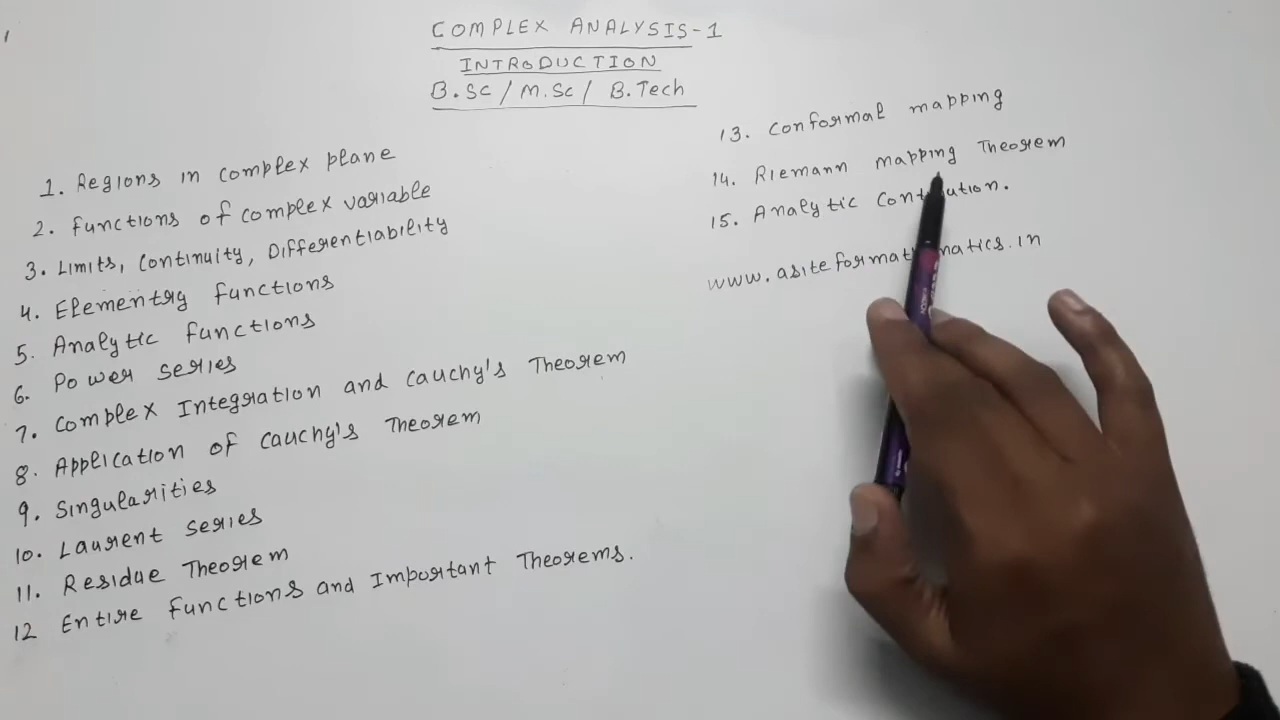 COMPLEX ANALYSIS-1
INTRODUCTION
B.Sc / M.Sc / B.Tech
1. Regions in complex plane
2. Functions of complex variable
3. Limits, continuity, Differentiability
4. Elementry functions
5. Analytic functions
6. Power series
7. Complex Integration and Cauchy's Theorem
8. Application of Cauchy's Theorem
9. Singularities
10. Laurent series
11. Residue Theorem
12 Entire functions and Important Theorems.
13. Conformal mapping
14. Riemann mapping Theorem
15. Analytic
www.asiteformathematics.in